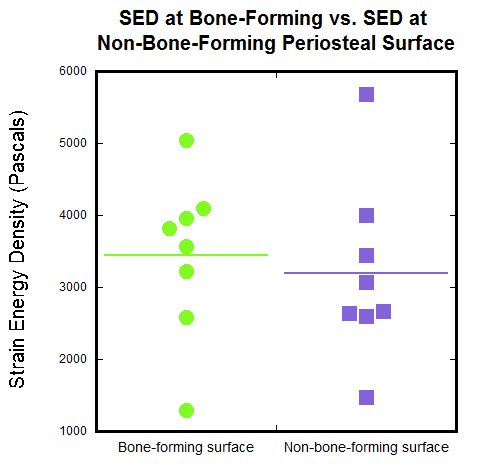 SED at Bone-Forming vs. SED at
Non-Bone-Forming Periosteal Surface
Strain Energy Density (Pascals)
6000
5000
4000
3000
2000
1000
Bone-forming surface
Non-bone-forming surface